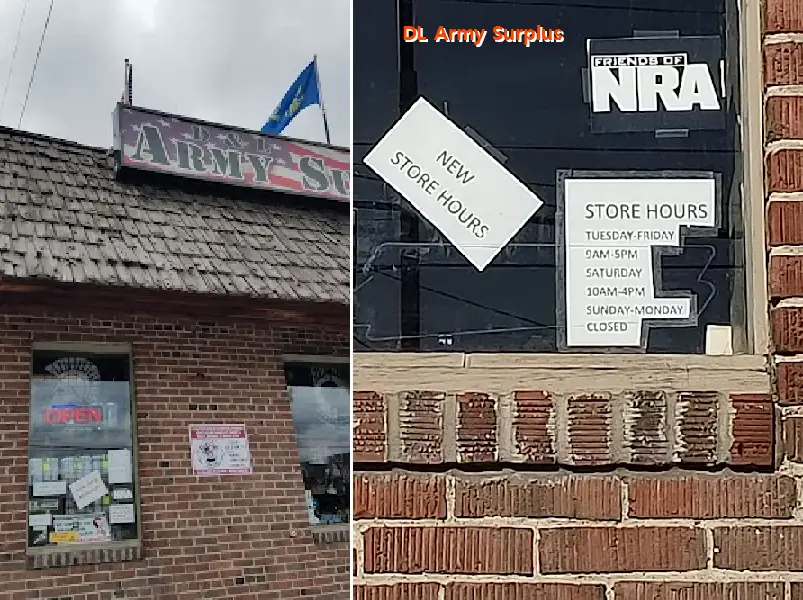 D & L
ARMY SU
OPEN
DL Army Surplus
FRIENDS OF
NRA
NEW
STORE HOURS
STORE HOURS
TUESDAY-FRIDAY
9AM-5PM
SATURDAY
10AM-4PM
SUNDAY-MONDAY
CLOSED